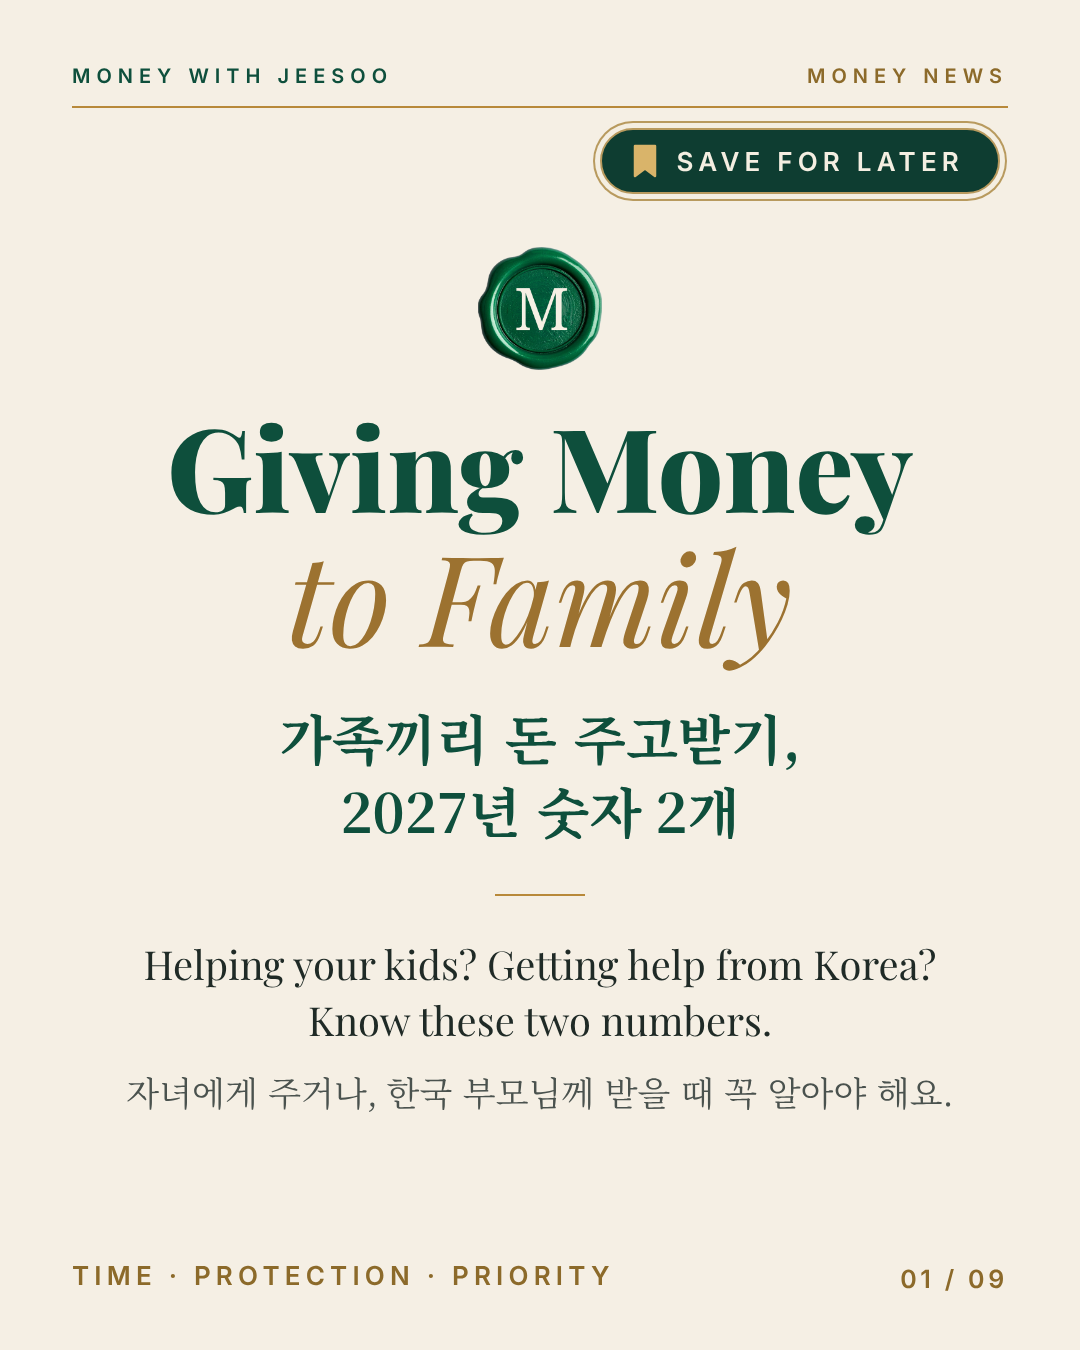 MONEY WITH JEESOO
MONEY NEWS
SAVE FOR LATER
M
Giving Money
to Family
가족끼리 돈 주고받기,
2027년 숫자 2개
Helping your kids? Getting help from Korea?
Know these two numbers.
자녀에게 주거나, 한국 부모님께 받을 때 꼭 알아야 해요.
TIME · PROTECTION · PRIORITY
01 / 09